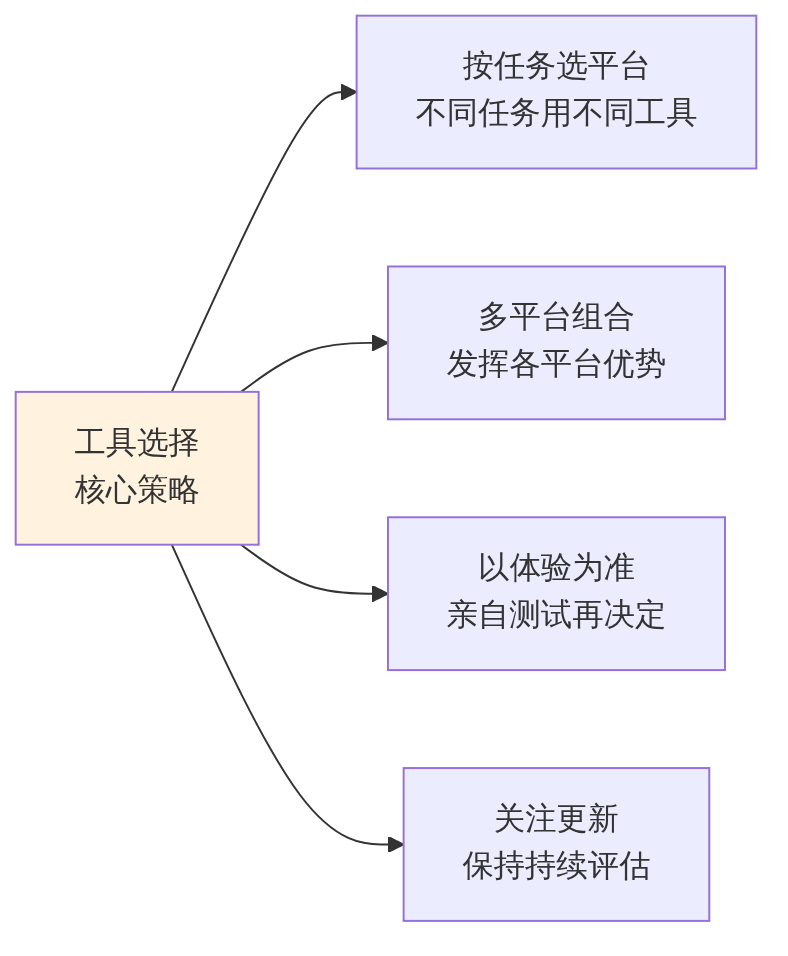 工具选择
核心策略
按任务选平台
不同任务用不同工具
多平台组合
发挥各平台优势
以体验为准
亲自测试再决定
关注更新
保持持续评估